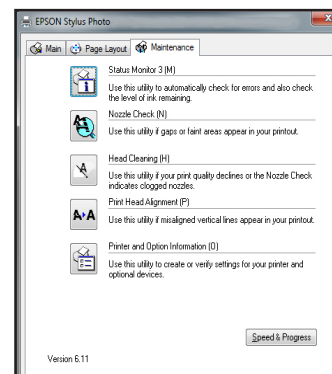 EPSON Stylus Photo
Main Page Layout Maintenance
Status Monitor 3 (M)
Use this utility to automatically check for errors and also check
the level of ink remaining.
Nozzle Check (N)
Use this utility if gaps or faint areas appear in your printout.
Head Cleaning (H)
Use this utility if your print quality declines or the Nozzle Check
indicates clogged nozzles.
Print Head Alignment (P)
Use this utility if misaligned vertical lines appear in your printout.
Printer and Option Information (O)
Use this utility to create or verify settings for your printer and
optional devices.
Speed & Progress
Version 6.11